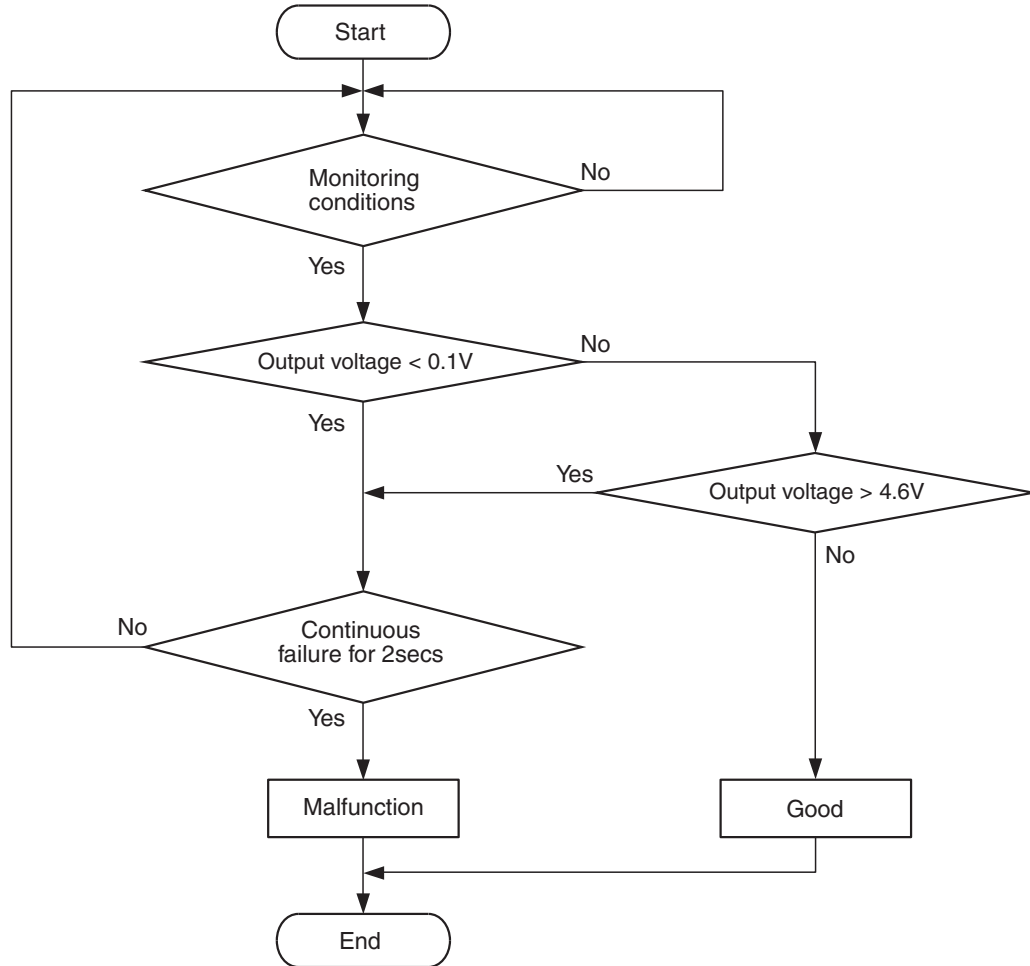 Start
Monitoring
conditions
No
Yes
Output voltage < 0.1V
No
Yes
Yes
Output voltage > 4.6V
No
No
Continuous
failure for 2secs
Yes
Malfunction
Good
End